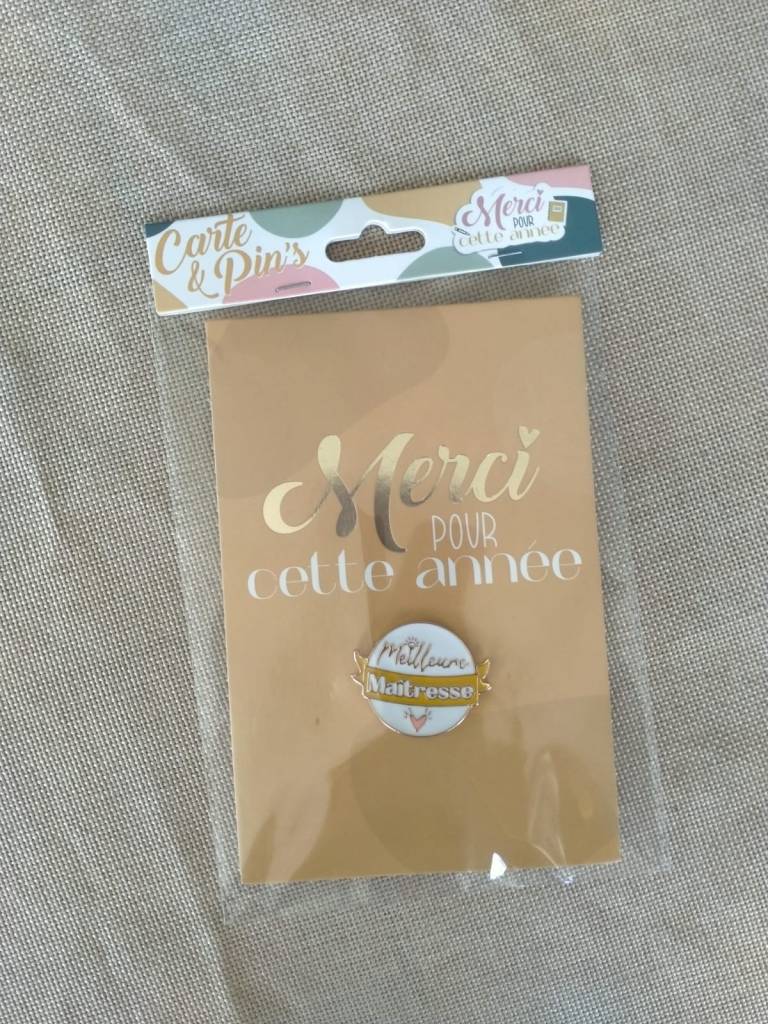 Carte
& Pin's
Merci
POUR
cette année
Merci
POUR
cette année
Meilleure
Maîtresse